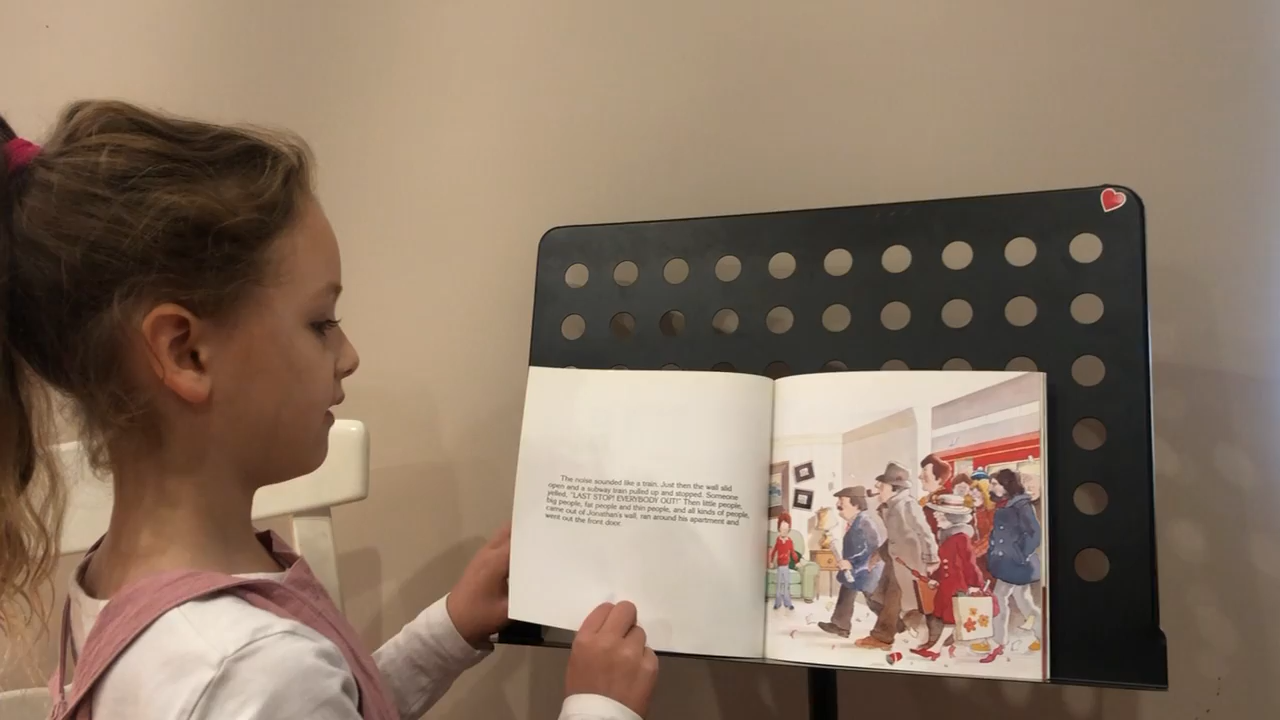 The noise sounded like a train. Just then the wall slid
open and a subway train pulled up and stopped. Someone
yelled, "LAST STOP! EVERYBODY OUT!" Then little people,
big people, fat people and thin people, and all kinds of people,
came out of Jonathan's wall, ran around his apartment and
went out the front door.